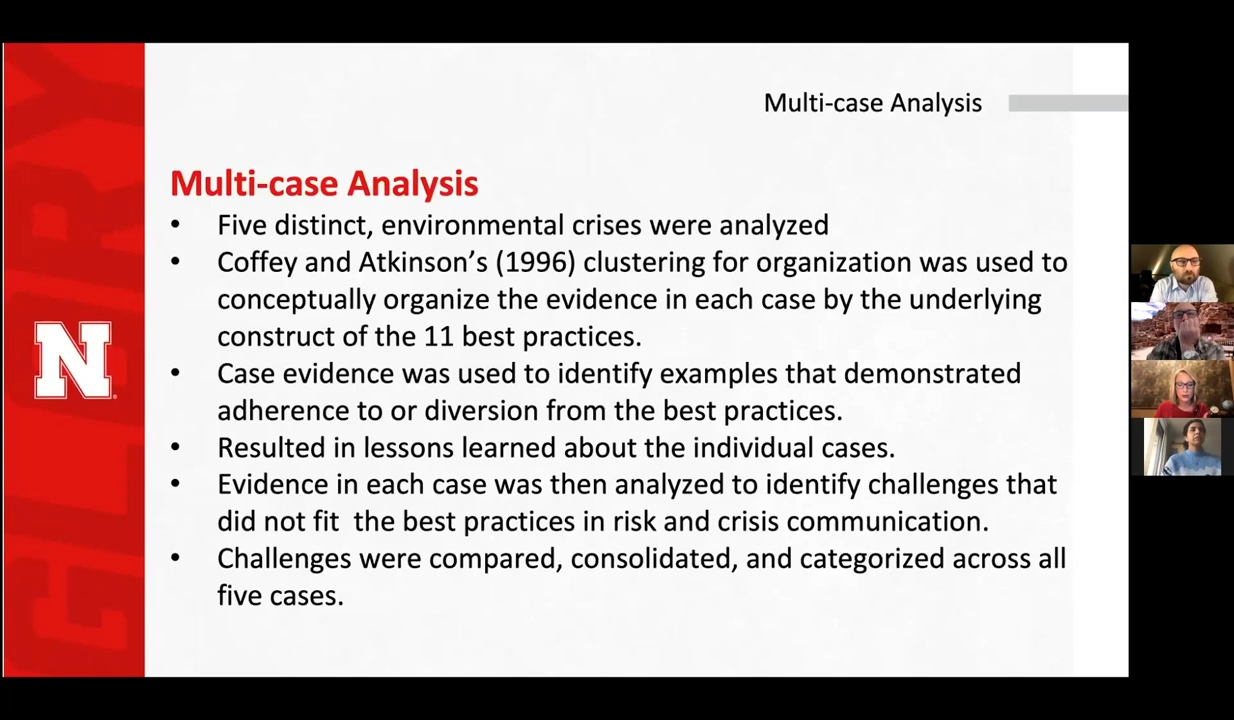 Multi-case Analysis
Multi-case Analysis
• Five distinct, environmental crises were analyzed
• Coffey and Atkinson's (1996) clustering for organization was used to
conceptually organize the evidence in each case by the underlying
construct of the 11 best practices.
• Case evidence was used to identify examples that demonstrated
adherence to or diversion from the best practices.
• Resulted in lessons learned about the individual cases.
• Evidence in each case was then analyzed to identify challenges that
did not fit  the best practices in risk and crisis communication.
• Challenges were compared, consolidated, and categorized across all
five cases.
GLORY
N